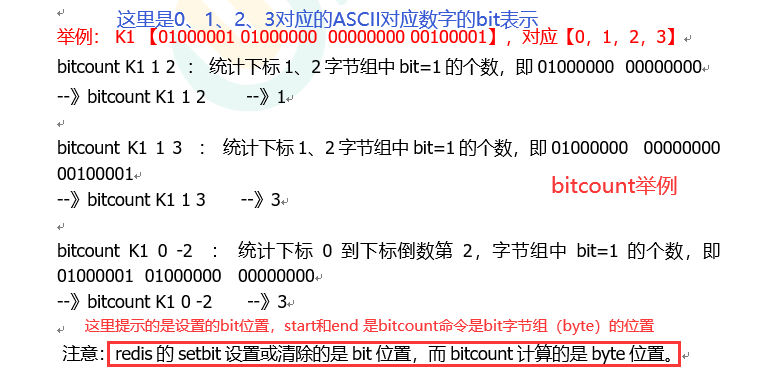 这里是0、1、2、3对应的ASCII对应数字的bit表示
举例： K1 【01000001 01000000 00000000 00100001】，对应【0，1，2，3】
bitcount K1 1 2 ： 统计下标 1、2 字节组中 bit=1 的个数，即 01000000 00000000
--》bitcount K1 1 2 --》1
bitcount K1 1 3 ： 统计下标 1、2 字节组中 bit=1 的个数，即 01000000 00000000
00100001
bitcount举例
--》bitcount K1 1 3 --》3
bitcount K1 0 -2 ： 统计下标 0 到下标倒数第 2，字节组中 bit=1 的个数，即
01000001 01000000 00000000
--》bitcount K1 0 -2 --》3
这里提示的是设置的bit位置，start和end 是bitcount命令是bit字节组（byte）的位置
注意：redis 的 setbit 设置或清除的是 bit 位置，而 bitcount 计算的是 byte 位置。